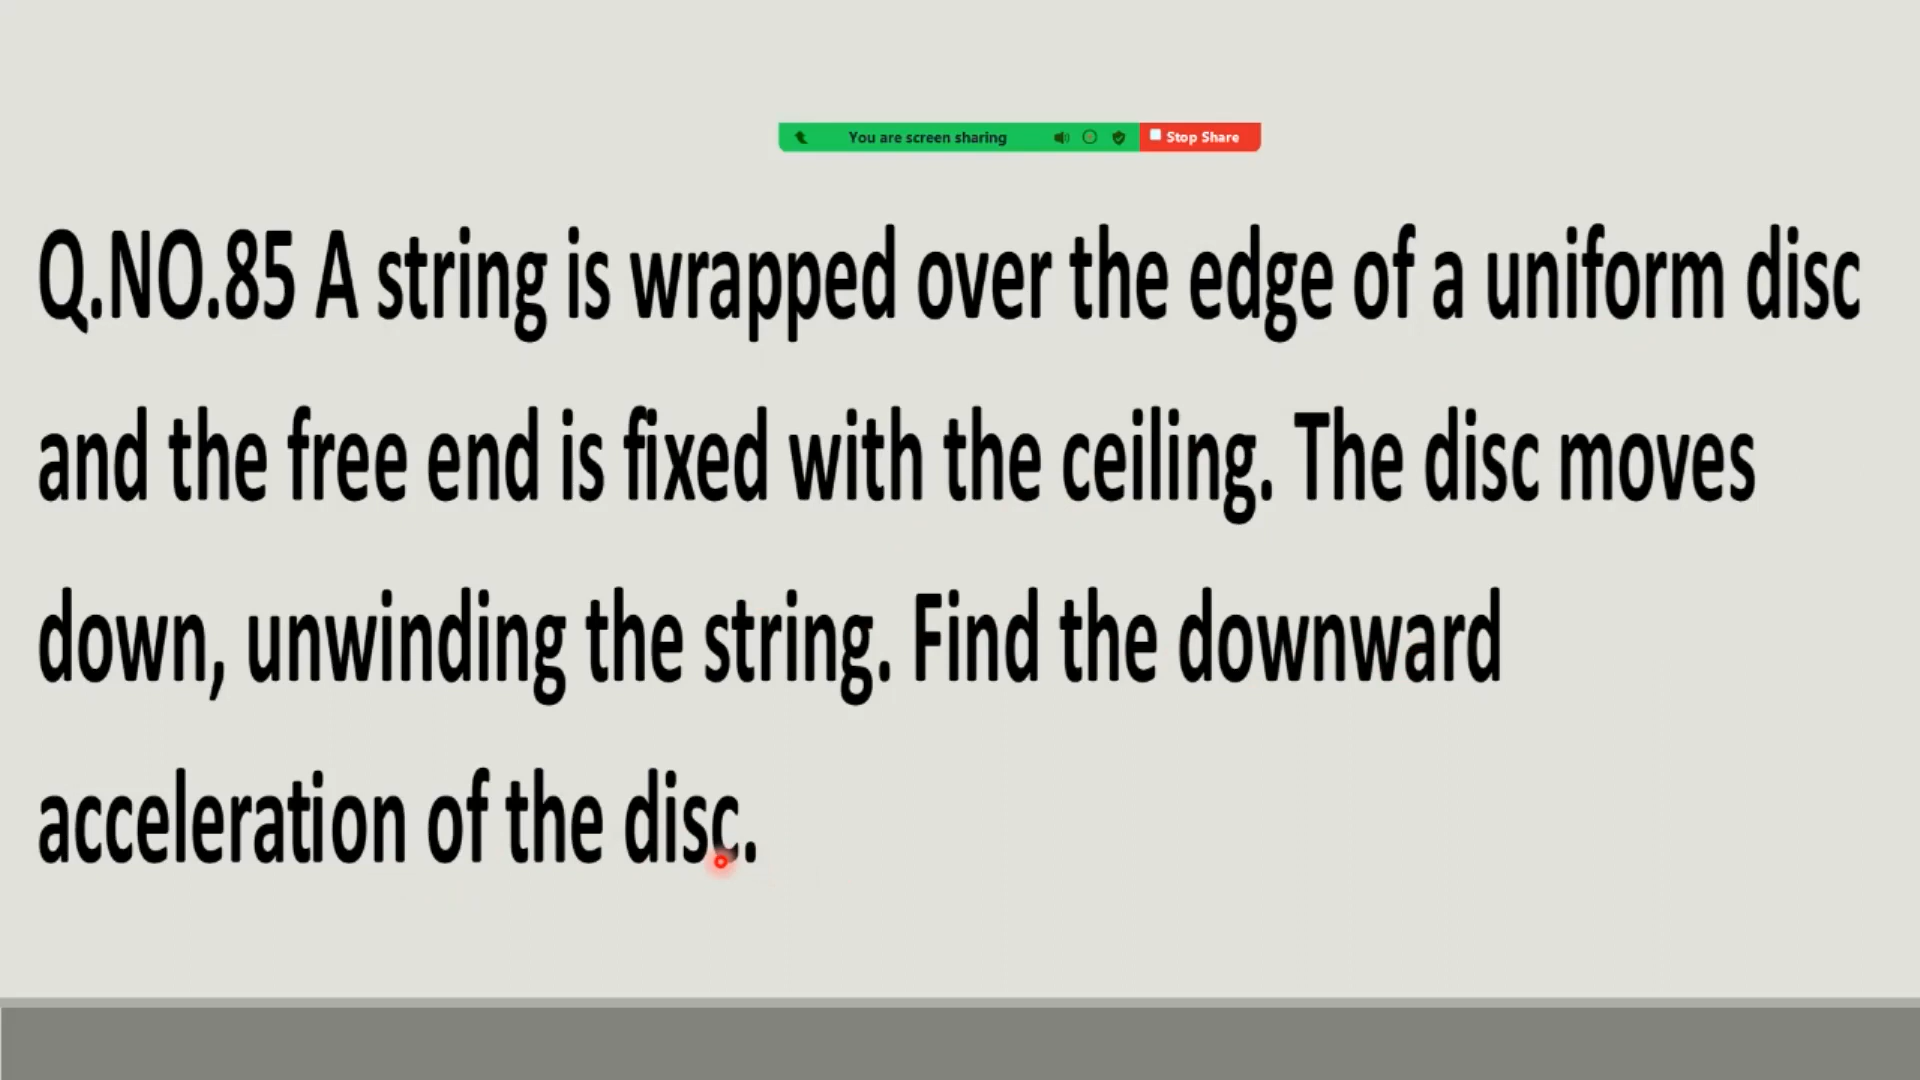 You are screen sharing
Stop Share
Q.NO.85 A string is wrapped over the edge of a uniform disc
and the free end is fixed with the ceiling. The disc moves
down, unwinding the string. Find the downward
acceleration of the disc.